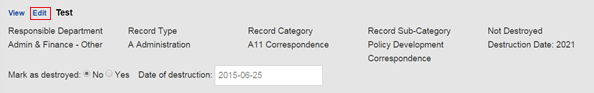 View Edit Test
Responsible Department Record Type Record Category Record Sub-Category Not Destroyed
Admin & Finance - Other A Administration A11 Correspondence Policy Development Destruction Date: 2021
Correspondence
Mark as destroyed: No Yes Date of destruction: 2015-06-25